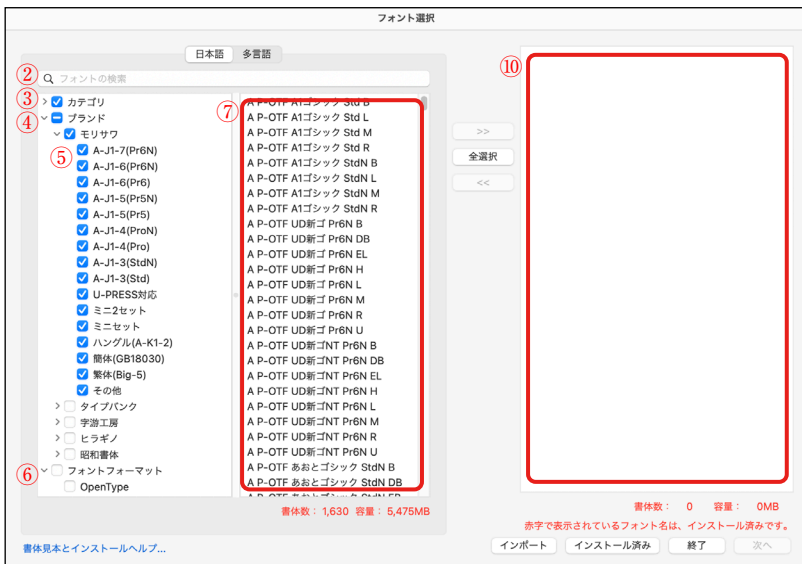 フォント選択
日本語 多言語
② フォントの検索
③ カテゴリ
④ ブランド
モリサワ
⑤ A-J1-7(Pr6N)
A-J1-6(Pr6N)
A-J1-6(Pr6)
A-J1-5(Pr5N)
A-J1-5(Pr5)
A-J1-4(ProN)
A-J1-4(Pro)
A-J1-3(StdN)
A-J1-3(Std)
U-PRESS対応
ミニ2セット
ミニセット
ハングル(A-K1-2)
簡体(GB18030)
繁体(Big-5)
その他
タイプバンク
字游工房
ヒラギノ
昭和書体
⑥ フォントフォーマット
OpenType
⑦
A P-OTF A1ゴシック Std B
A P-OTF A1ゴシック Std L
A P-OTF A1ゴシック Std M
A P-OTF A1ゴシック Std R
A P-OTF A1ゴシック StdN B
A P-OTF A1ゴシック StdN L
A P-OTF A1ゴシック StdN M
A P-OTF A1ゴシック StdN R
A P-OTF UD新ゴ Pr6N B
A P-OTF UD新ゴ Pr6N DB
A P-OTF UD新ゴ Pr6N EL
A P-OTF UD新ゴ Pr6N H
A P-OTF UD新ゴ Pr6N L
A P-OTF UD新ゴ Pr6N M
A P-OTF UD新ゴ Pr6N R
A P-OTF UD新ゴ Pr6N U
A P-OTF UD新ゴNT Pr6N B
A P-OTF UD新ゴNT Pr6N DB
A P-OTF UD新ゴNT Pr6N EL
A P-OTF UD新ゴNT Pr6N H
A P-OTF UD新ゴNT Pr6N L
A P-OTF UD新ゴNT Pr6N M
A P-OTF UD新ゴNT Pr6N R
A P-OTF UD新ゴNT Pr6N U
A P-OTF あおとゴシック StdN B
A P-OTF あおとゴシック StdN DB
A P-OTF あおとゴシック StdN EB
書体数： 1,630 容量： 5,475MB
>>
全選択
<<
⑩
書体数： 0 容量： 0MB
赤字で表示されているフォント名は、インストール済みです。
書体見本とインストールヘルプ...
インポート インストール済み 終了 次へ